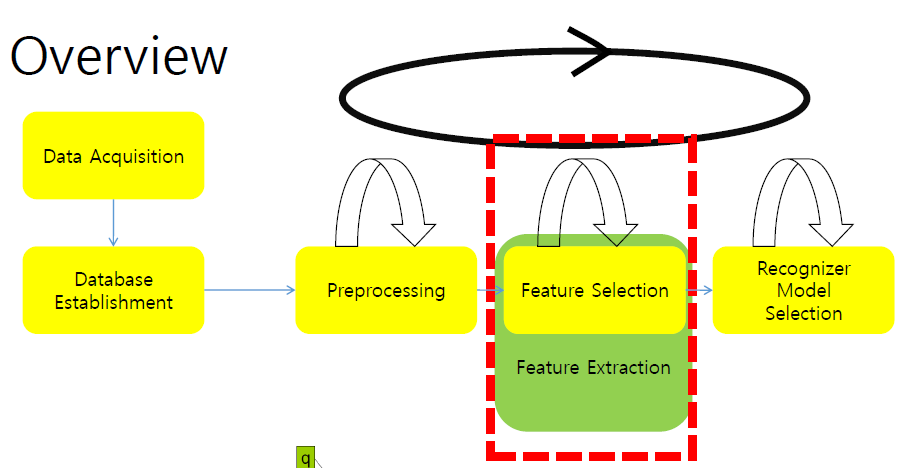 Overview
Data Acquisition
Database
Establishment
Preprocessing
Feature Selection
Feature Extraction
Recognizer
Model
Selection
q